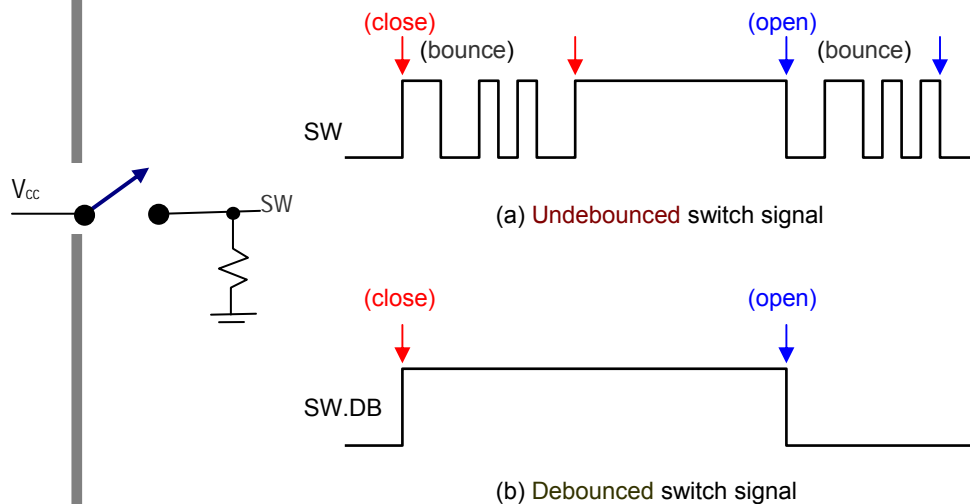 (close)
(bounce)
(open)
(bounce)
SW
Vcc
SW
(a) Undebounced switch signal
(close)
(open)
SW.DB
(b) Debounced switch signal